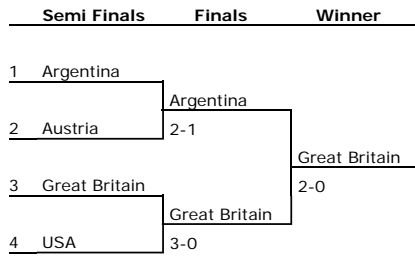 Semi Finals Finals Winner
1 Argentina
Argentina
2 Austria 2-1
Great Britain
3 Great Britain 2-0
Great Britain
4 USA 3-0